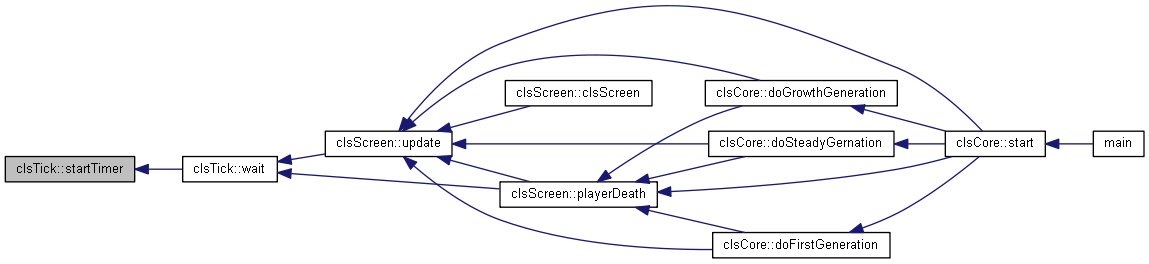 clsTick::startTimer
clsTick::wait
clsScreen::update
clsScreen::clsScreen
clsScreen::playerDeath
clsCore::doGrowthGeneration
clsCore::doSteadyGernation
clsCore::doFirstGeneration
clsCore::start
main